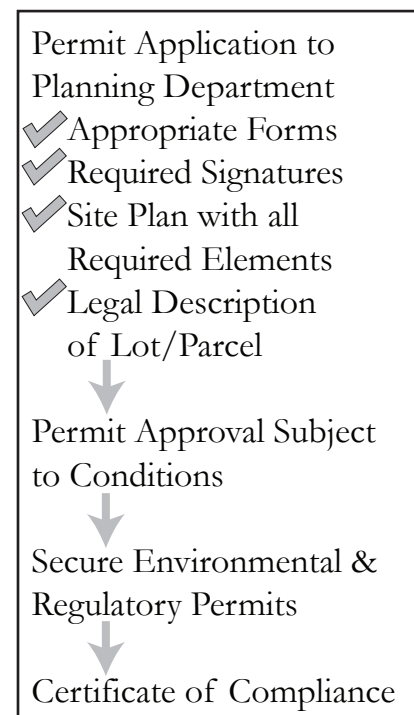 Permit Application to
Planning Department
Appropriate Forms
Required Signatures
Site Plan with all
Required Elements
Legal Description
of Lot/Parcel
Permit Approval Subject
to Conditions
Secure Environmental &
Regulatory Permits
Certificate of Compliance